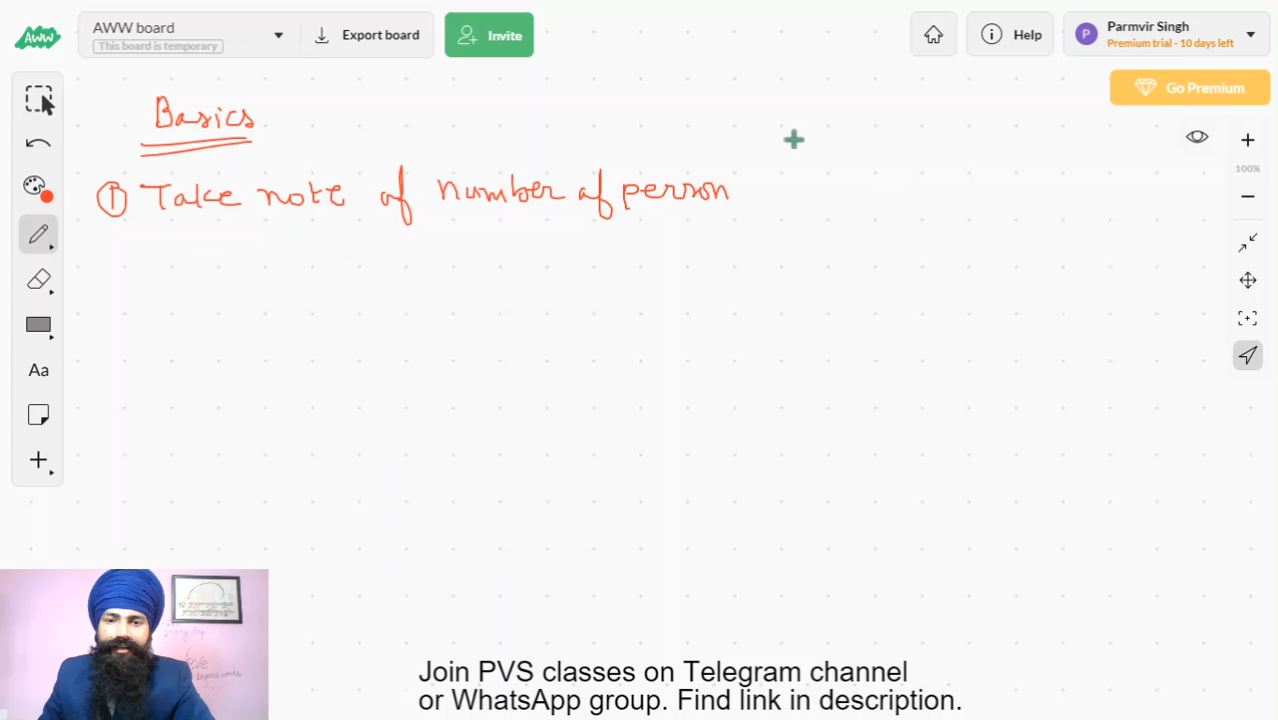 AWW
AWW board
This board is temporary
Export board
Invite
Help
P
Parmvir Singh
Premium trial - 10 days left
Go Premium
100%
Basics
① Take note of number of person
Aa
Join PVS classes on Telegram channel
or WhatsApp group. Find link in description.